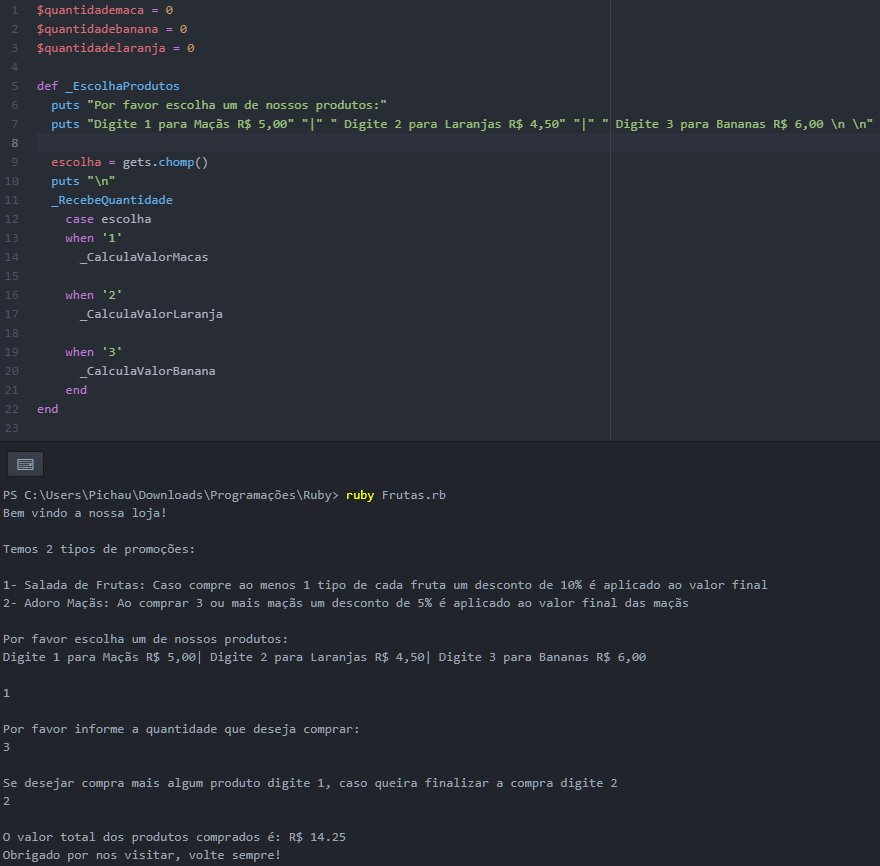 1 $quantidademaca = 0
2 $quantidadebanana = 0
3 $quantidadelaranja = 0
4
5 def _EscolhaProdutos
6 puts "Por favor escolha um de nossos produtos:"
7 puts "Digite 1 para Maçãs R$ 5,00" "|" " Digite 2 para Laranjas R$ 4,50" "|" " Digite 3 para Bananas R$ 6,00 \n \n"
8
9 escolha = gets.chomp()
10 puts "\n"
11 _RecebeQuantidade
12 case escolha
13 when '1'
14 _CalculaValorMacas
15
16 when '2'
17 _CalculaValorLaranja
18
19 when '3'
20 _CalculaValorBanana
21 end
22 end
23
PS C:\Users\Pichau\Downloads\Programações\Ruby> ruby Frutas.rb
Bem vindo a nossa loja!
Temos 2 tipos de promoções:
1- Salada de Frutas: Caso compre ao menos 1 tipo de cada fruta um desconto de 10% é aplicado ao valor final
2- Adoro Maçãs: Ao comprar 3 ou mais maçãs um desconto de 5% é aplicado ao valor final das maçãs
Por favor escolha um de nossos produtos:
Digite 1 para Maçãs R$ 5,00| Digite 2 para Laranjas R$ 4,50| Digite 3 para Bananas R$ 6,00
1
Por favor informe a quantidade que deseja comprar:
3
Se desejar compra mais algum produto digite 1, caso queira finalizar a compra digite 2
2
O valor total dos produtos comprados é: R$ 14.25
Obrigado por nos visitar, volte sempre!